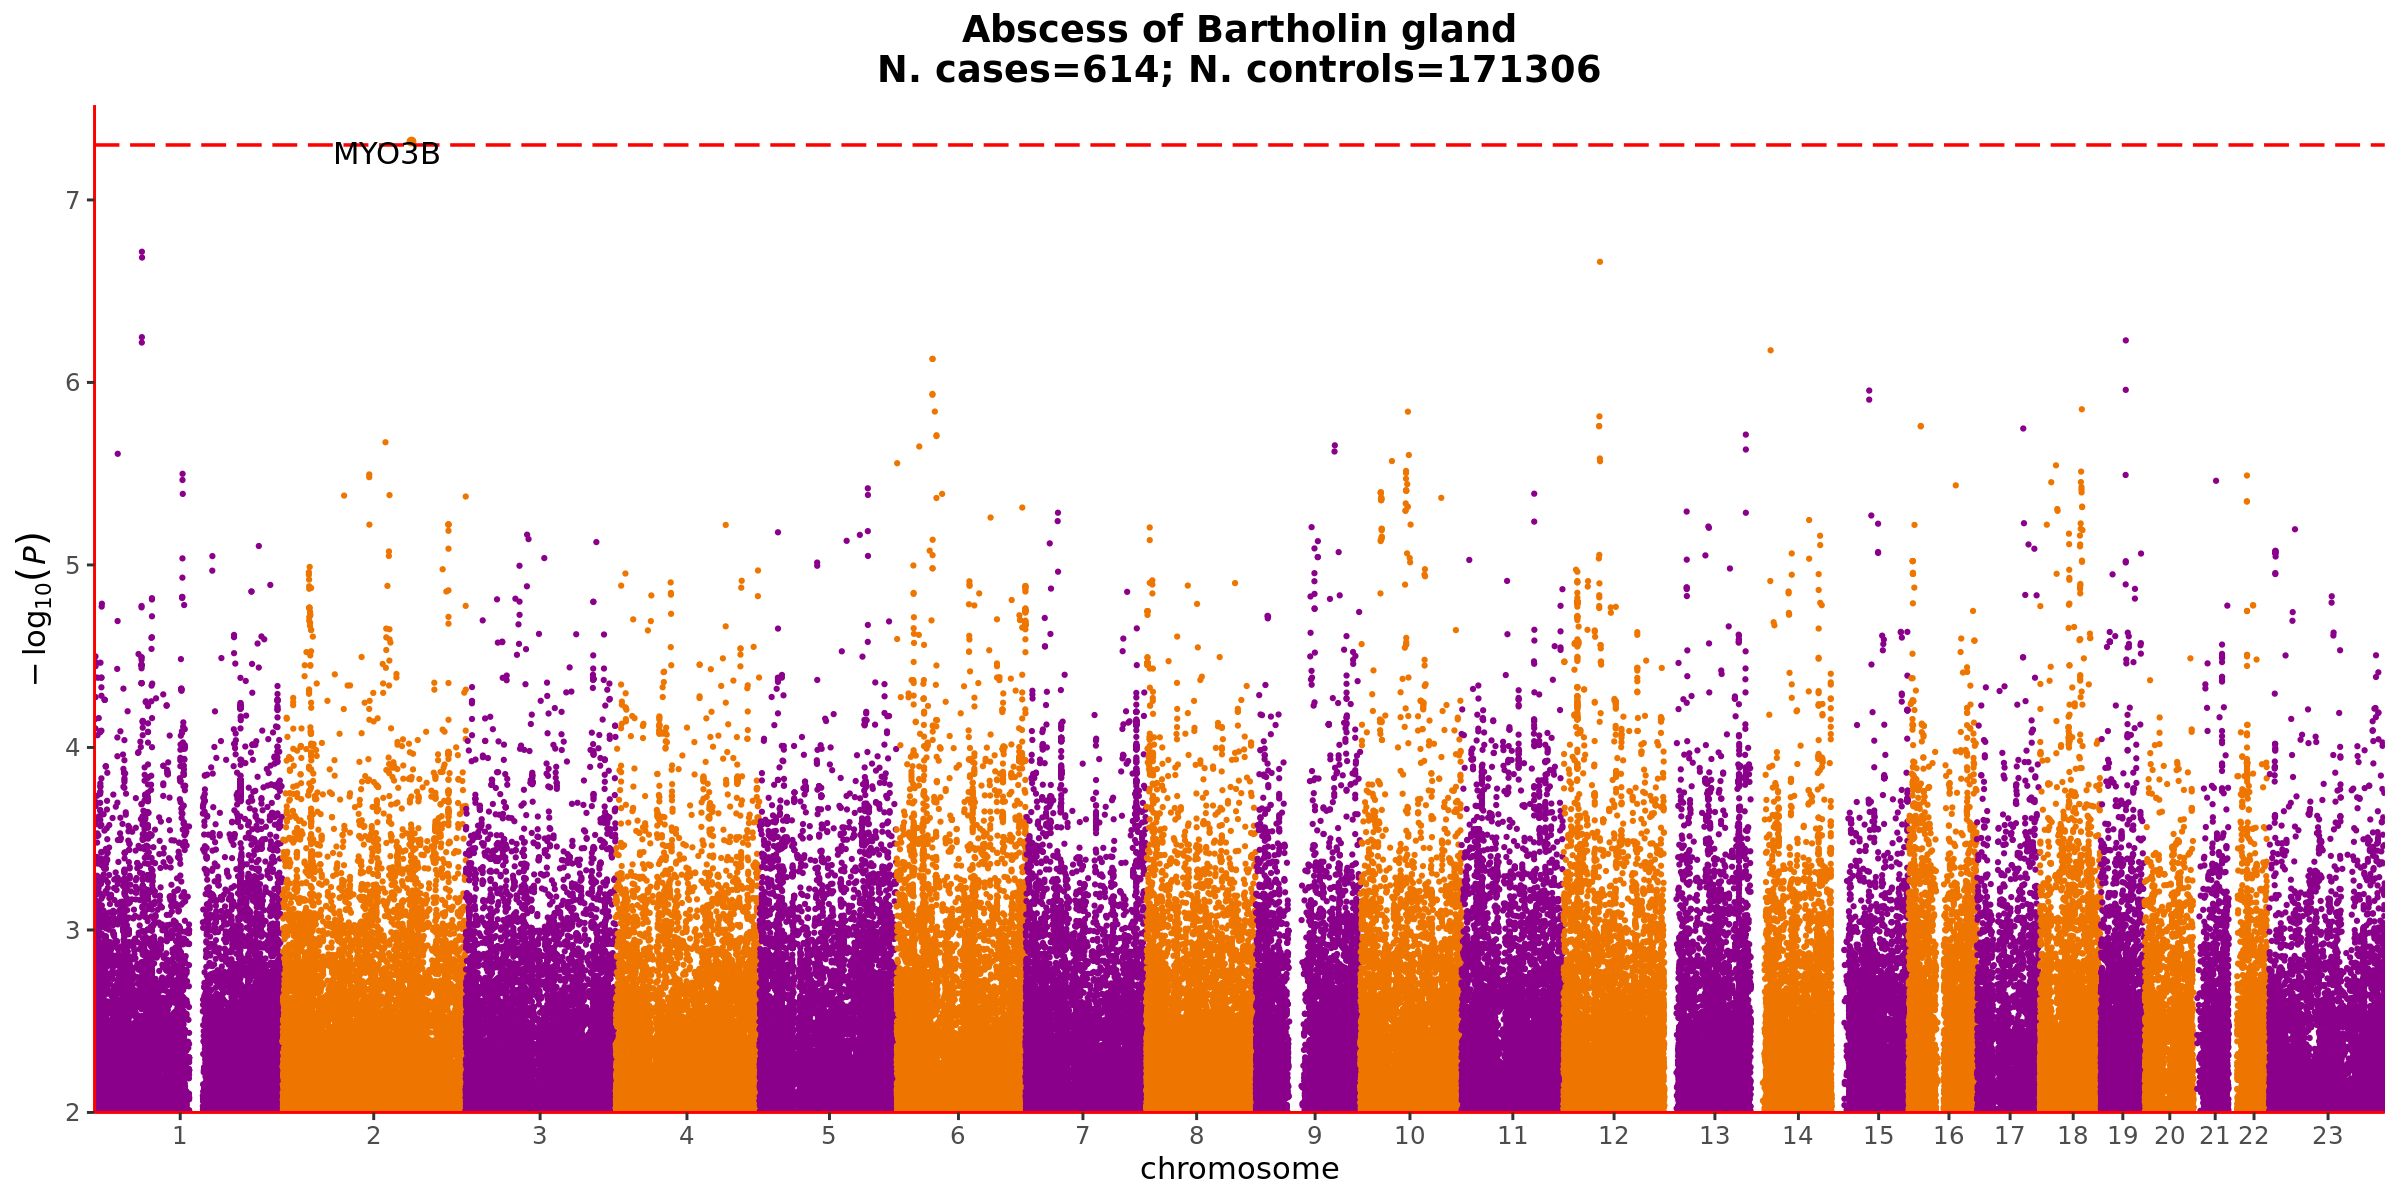 Abscess of Bartholin gland
N. cases=614; N. controls=171306
MYO3B
7
6
5
4
3
2
− log₁₀(P)
1 2 3 4 5 6 7 8 9 10 11 12 13 14 15 16 17 18 19 20 21 22 23
chromosome